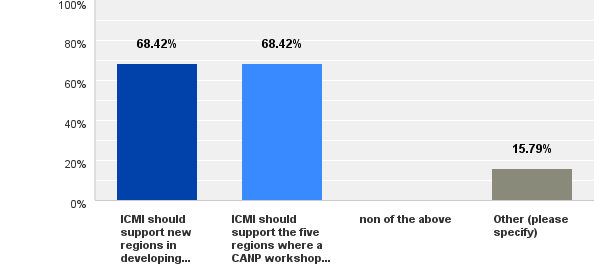 100%
80%
60%
40%
20%
0%
68.42%
68.42%
15.79%
ICMI should
support new
regions in
developing...
ICMI should
support the five
regions where a
CANP workshop...
non of the above
Other (please
specify)